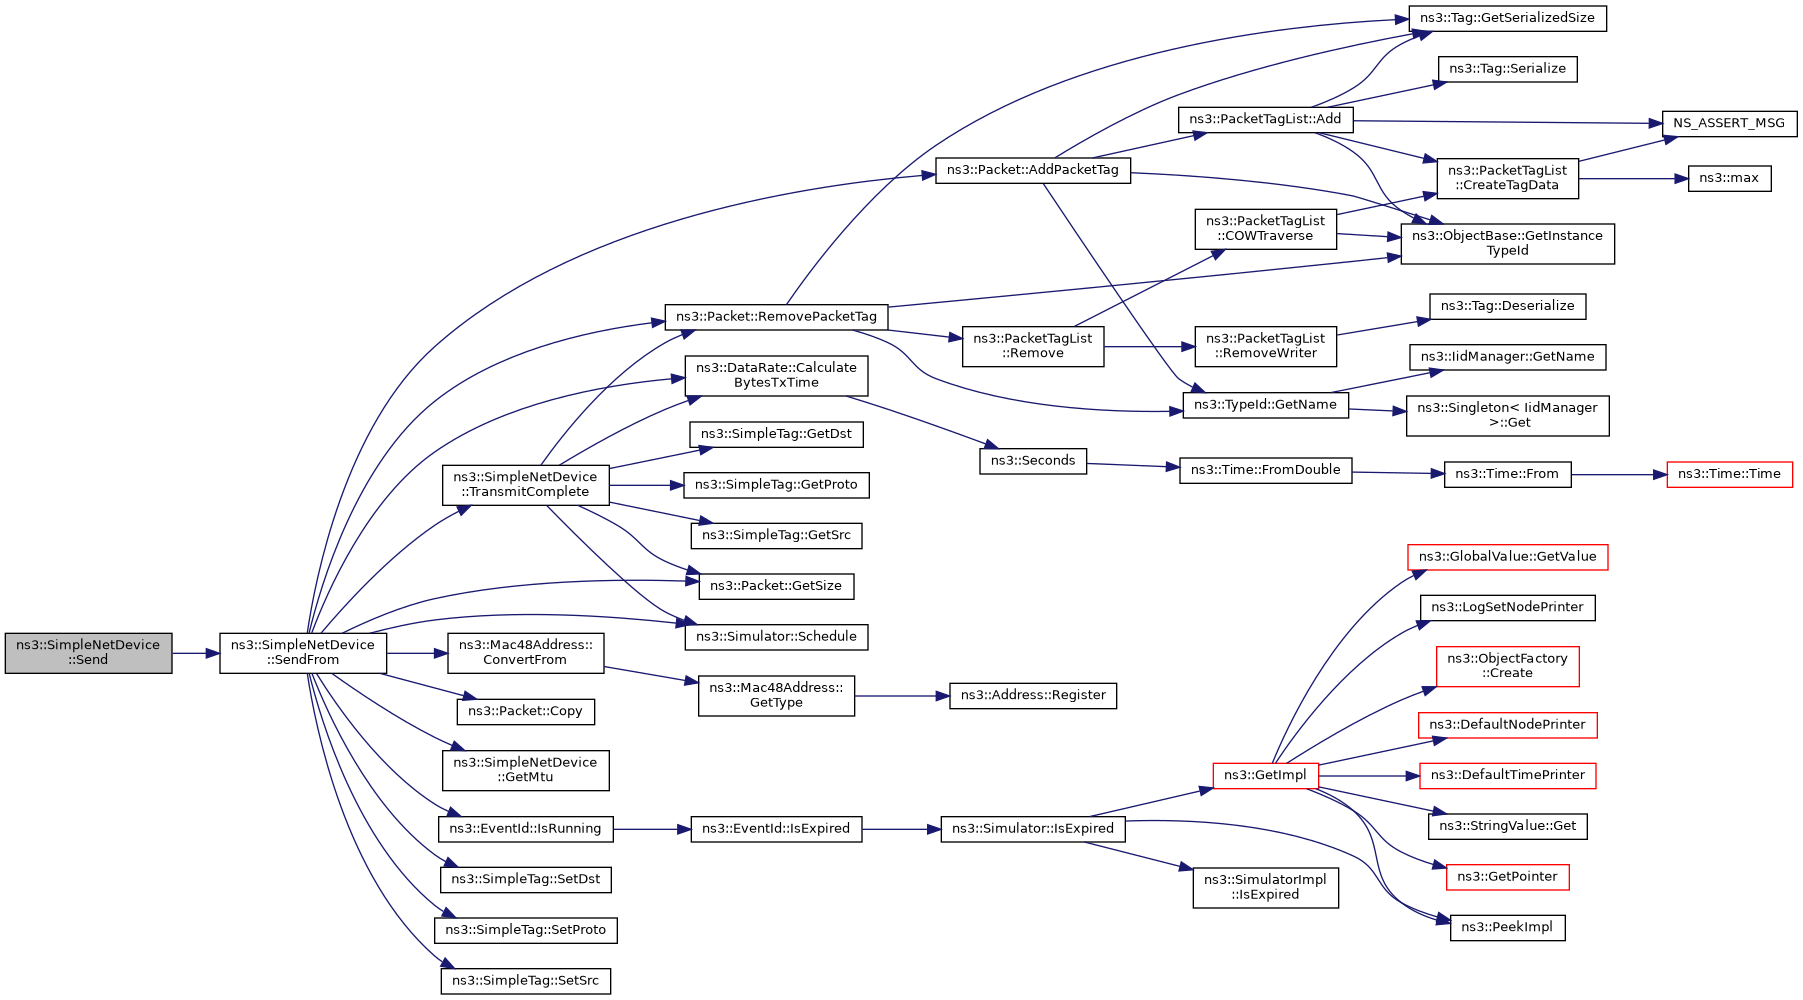 ns3::SimpleNetDevice
::Send
ns3::SimpleNetDevice
::SendFrom
ns3::SimpleNetDevice
::TransmitComplete
ns3::Mac48Address::
ConvertFrom
ns3::Packet::Copy
ns3::SimpleNetDevice
::GetMtu
ns3::EventId::IsRunning
ns3::SimpleTag::SetDst
ns3::SimpleTag::SetProto
ns3::SimpleTag::SetSrc
ns3::Packet::RemovePacketTag
ns3::DataRate::Calculate
BytesTxTime
ns3::SimpleTag::GetDst
ns3::SimpleTag::GetProto
ns3::SimpleTag::GetSrc
ns3::Packet::GetSize
ns3::Simulator::Schedule
ns3::Mac48Address::
GetType
ns3::EventId::IsExpired
ns3::Packet::AddPacketTag
ns3::PacketTagList
::Remove
ns3::Seconds
ns3::Address::Register
ns3::Simulator::IsExpired
ns3::PacketTagList::Add
ns3::PacketTagList
::COWTraverse
ns3::PacketTagList
::RemoveWriter
ns3::TypeId::GetName
ns3::Time::FromDouble
ns3::GetImpl
ns3::SimulatorImpl
::IsExpired
ns3::Tag::GetSerializedSize
ns3::Tag::Serialize
ns3::PacketTagList
::CreateTagData
ns3::ObjectBase::GetInstance
TypeId
ns3::Tag::Deserialize
ns3::IidManager::GetName
ns3::Singleton< IidManager
>::Get
ns3::Time::From
ns3::GlobalValue::GetValue
ns3::LogSetNodePrinter
ns3::ObjectFactory
::Create
ns3::DefaultNodePrinter
ns3::DefaultTimePrinter
ns3::StringValue::Get
ns3::GetPointer
ns3::PeekImpl
NS_ASSERT_MSG
ns3::max
ns3::Time::Time